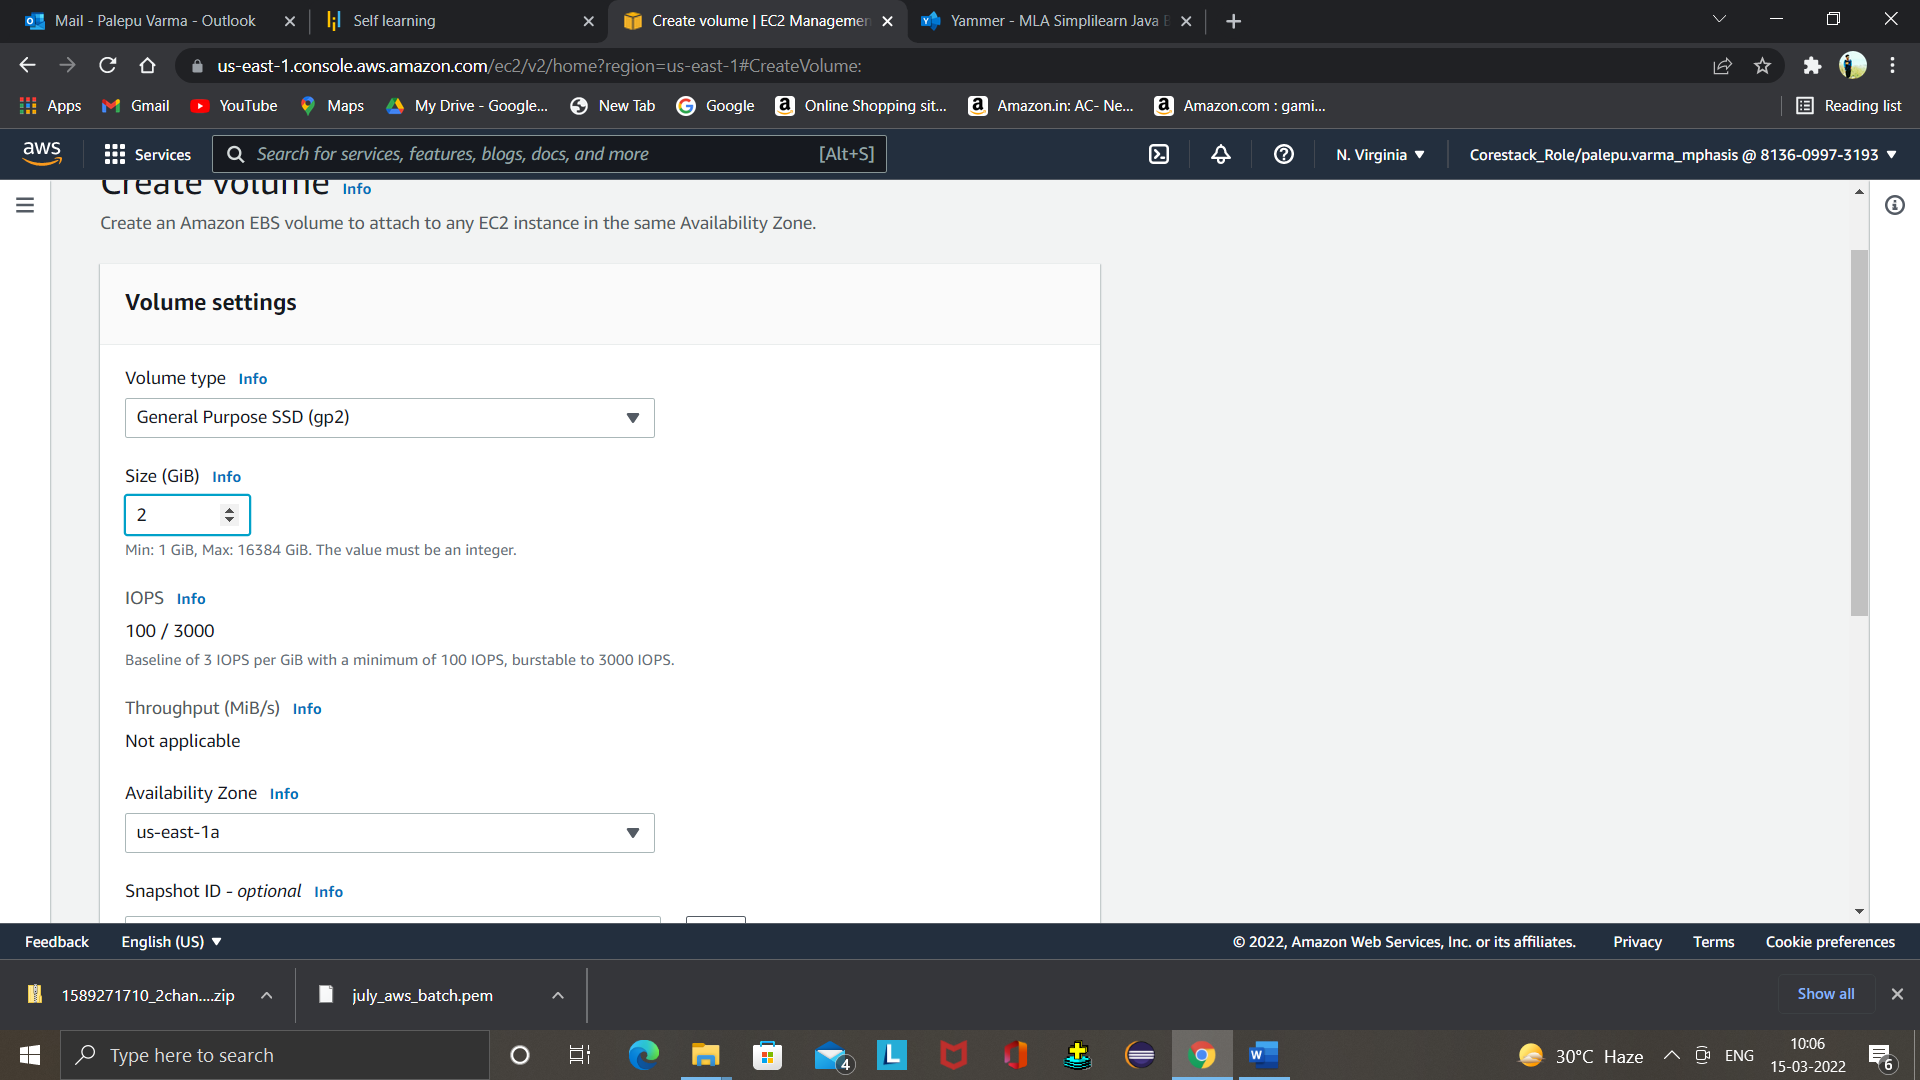 Mail - Palepu Varma - Outlook
Self learning
Create volume | EC2 Managemen
Yammer - MLA Simplilearn Java
us-east-1.console.aws.amazon.com/ec2/v2/home?region=us-east-1#CreateVolume:
Apps
Gmail
YouTube
Maps
My Drive - Google...
New Tab
Google
Online Shopping sit...
Amazon.in: AC- Ne...
Amazon.com : gami...
Reading list
aws
Services
Search for services, features, blogs, docs, and more
[Alt+S]
N. Virginia
Corestack_Role/palepu.varma_mphasis @ 8136-0997-3193
Create volume Info
Create an Amazon EBS volume to attach to any EC2 instance in the same Availability Zone.
Volume settings
Volume type Info
General Purpose SSD (gp2)
Size (GiB) Info
2
Min: 1 GiB, Max: 16384 GiB. The value must be an integer.
IOPS Info
100 / 3000
Baseline of 3 IOPS per GiB with a minimum of 100 IOPS, burstable to 3000 IOPS.
Throughput (MiB/s) Info
Not applicable
Availability Zone Info
us-east-1a
Snapshot ID - optional Info
Feedback
English (US)
© 2022, Amazon Web Services, Inc. or its affiliates.
Privacy
Terms
Cookie preferences
1589271710_2chan....zip
july_aws_batch.pem
Show all
Type here to search
4
L
W
30°C Haze
ENG
10:06
15-03-2022
6